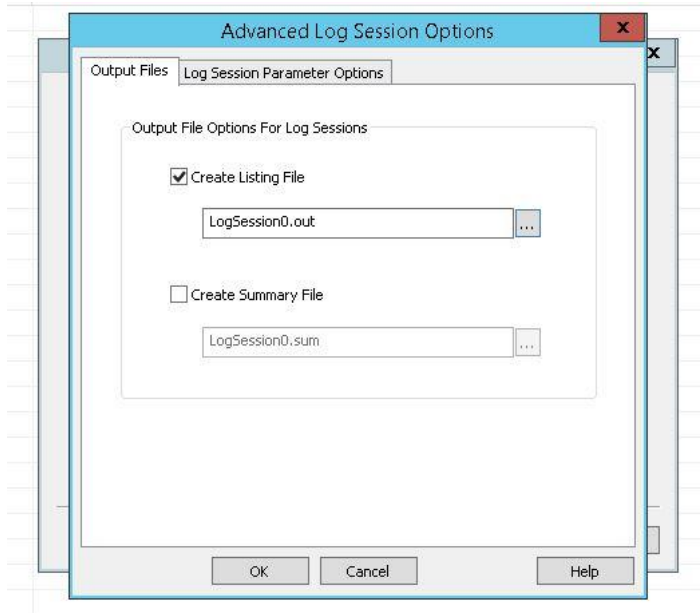 Advanced Log Session Options
x
x
Output Files
Log Session Parameter Options
Output File Options For Log Sessions
Create Listing File
LogSession0.out
...
Create Summary File
LogSession0.sum
...
OK
Cancel
Help